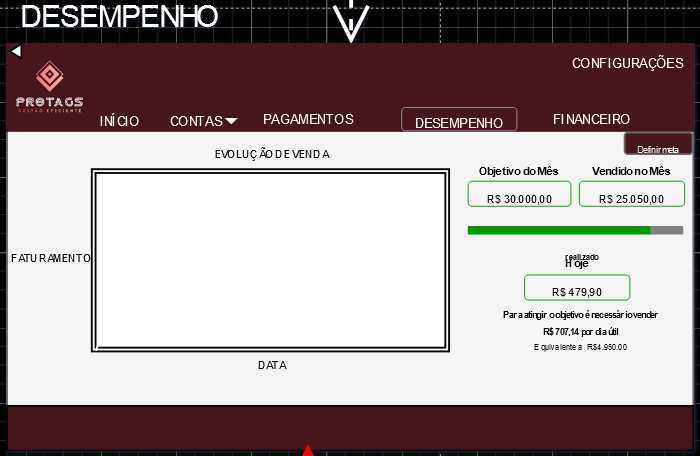 DESEMPENHO
CONFIGURAÇÕES
PROTAGS
GESTÃO EFICIENTE
INÍCIO CONTAS PAGAMENTOS DESEMPENHO FINANCEIRO
Definir meta
EVOLUÇÃO DE VENDA
Objetivo do Mês Vendido no Mês
R$ 30.000,00 R$ 25.050,00
FATURAMENTO
realizado
Hoje
R$ 479,90
Para atingir o objetivo é necessário vender
R$ 707,14 por dia útil
Equivalente a R$4.950.00
DATA